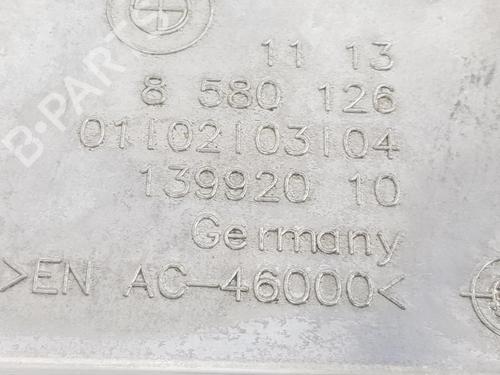 B-PARTS
11 13
8 580 126
01|02|03|04
139920 10
Germany
>EN AC-46000<